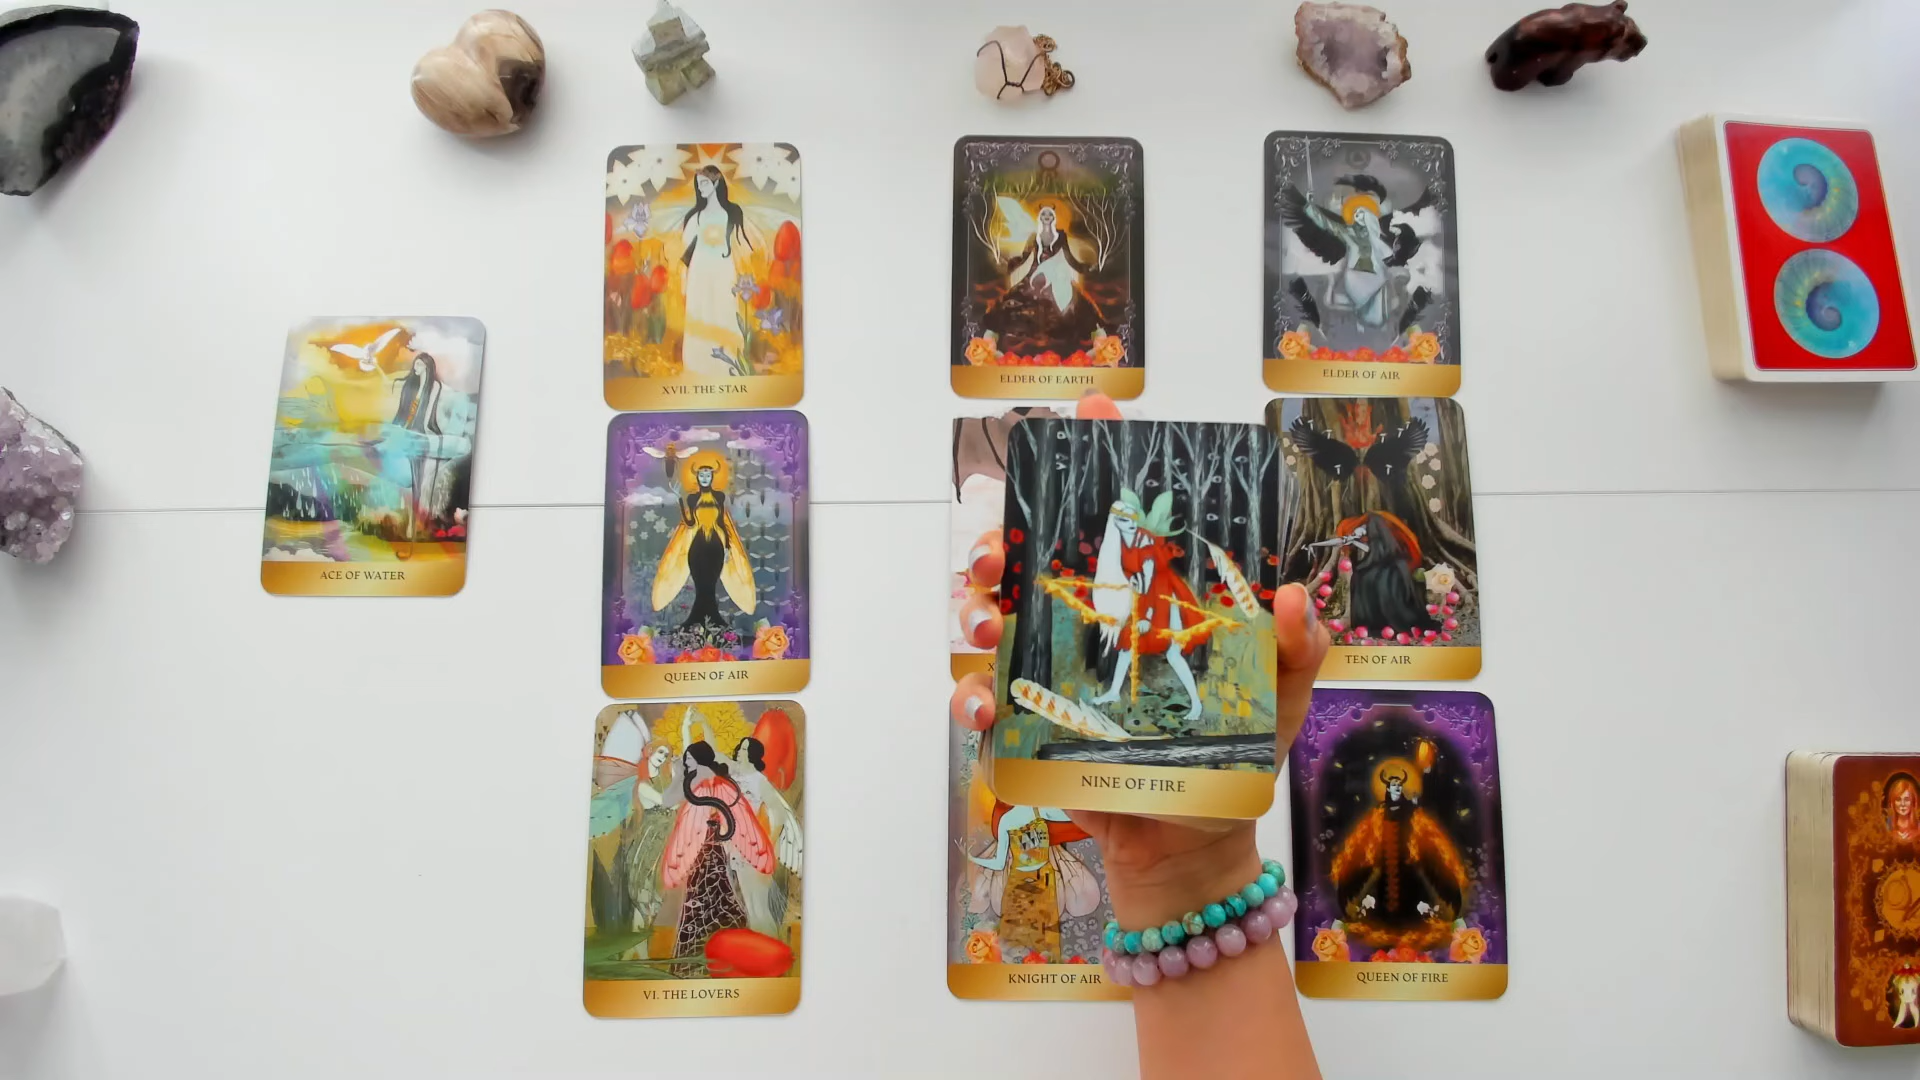 XVII. THE STAR
ELDER OF EARTH
ELDER OF AIR
ACE OF WATER
QUEEN OF AIR
X
TEN OF AIR
NINE OF FIRE
VI. THE LOVERS
KNIGHT OF AIR
QUEEN OF FIRE